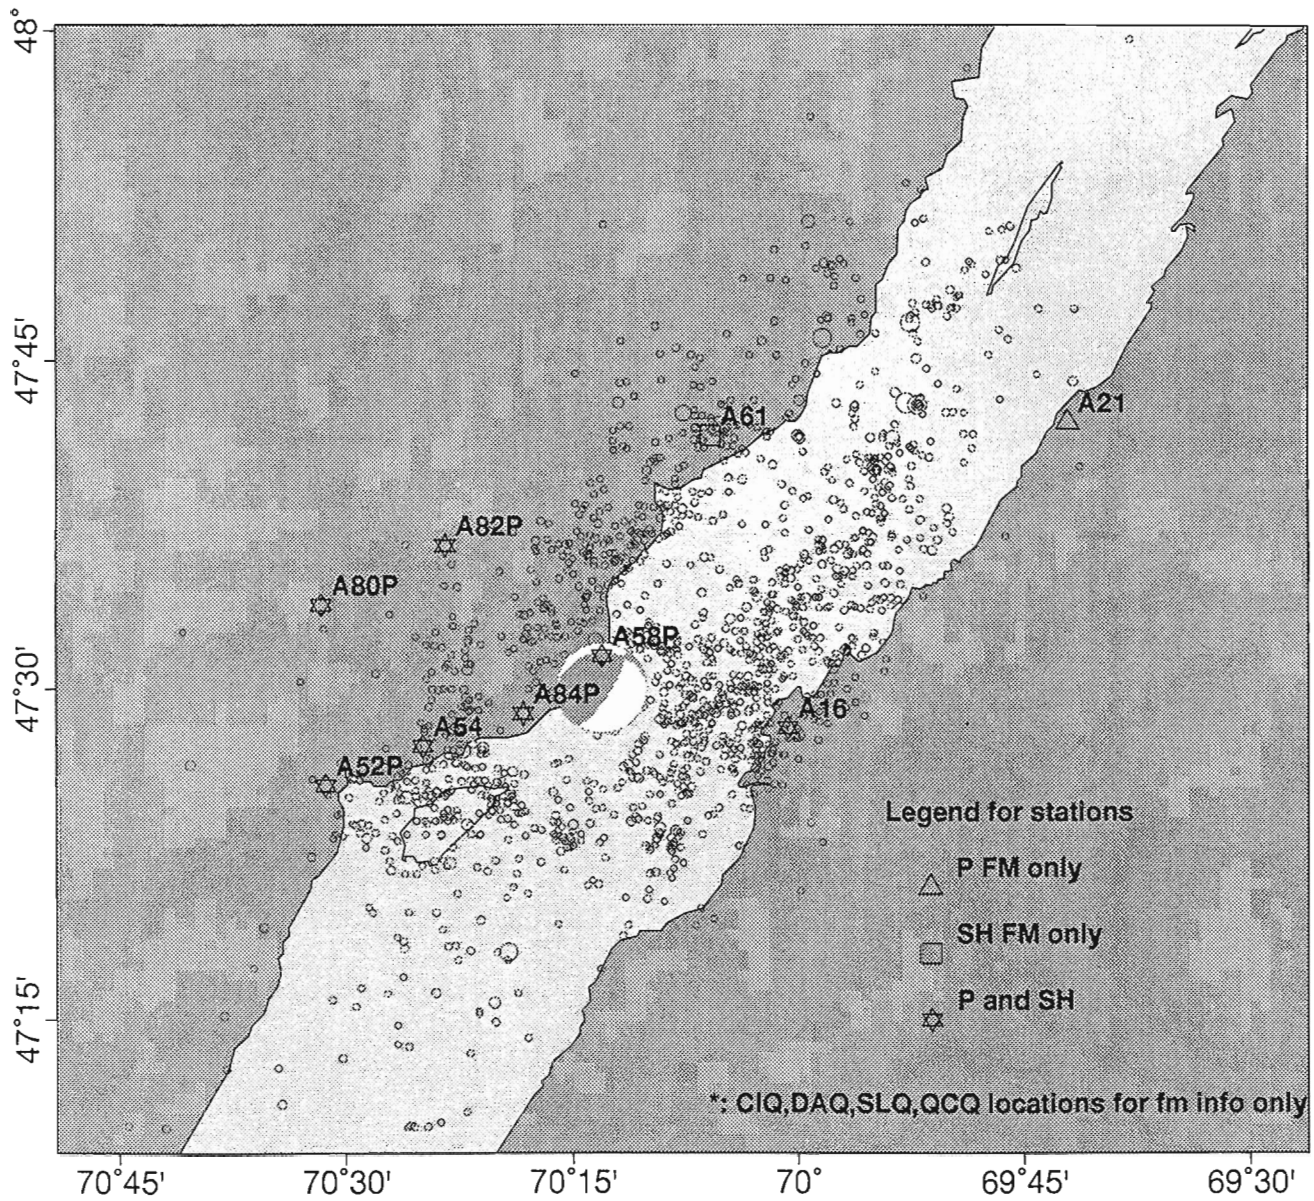 48°
47°45'
47°30'
47°15'
A61
A21
A82P
A80P
A58P
A84P
A16
A54
A52P
Legend for stations
P FM only
SH FM only
P and SH
*: CIQ,DAQ,SLQ,QCQ locations for fm info only
70°45' 70°30' 70°15' 70° 69°45' 69°30'